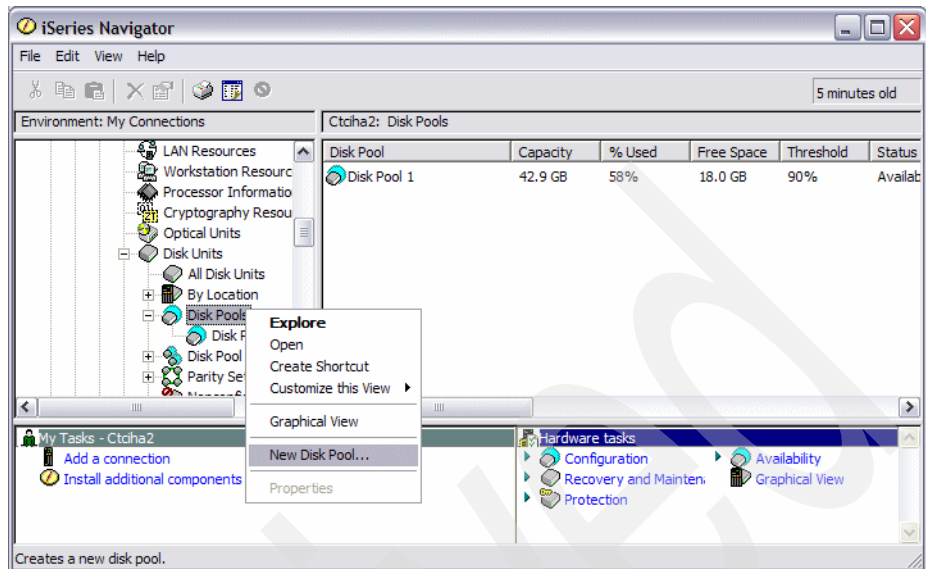 iSeries Navigator
File Edit View Help
5 minutes old
Environment: My Connections
Ctciha2: Disk Pools
LAN Resources
Workstation Resourc
Processor Informatio
Cryptography Resou
Optical Units
Disk Units
All Disk Units
By Location
Disk Pools
Disk P
Disk Pool
Parity Se
Disk Pool Capacity % Used Free Space Threshold Status
Disk Pool 1 42.9 GB 58% 18.0 GB 90% Availab
Explore
Open
Create Shortcut
Customize this View
Graphical View
New Disk Pool...
Properties
My Tasks - Ctciha2
Add a connection
Install additional components
Hardware tasks
Configuration
Recovery and Mainten
Protection
Availability
Graphical View
Creates a new disk pool.